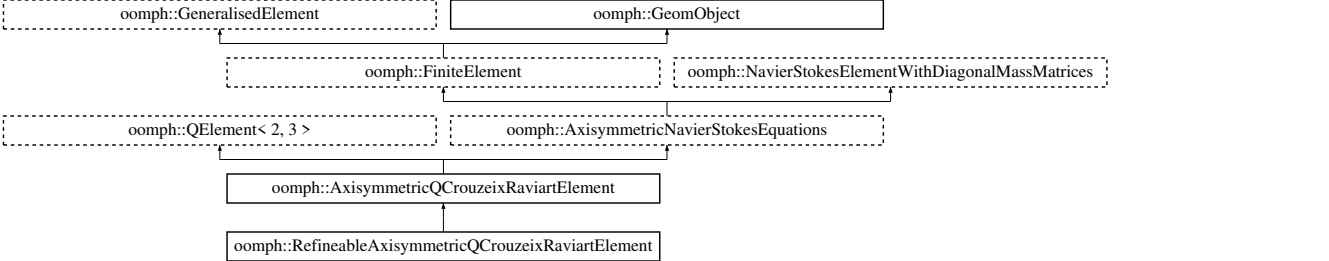 oomph::GeneralisedElement
oomph::GeomObject
oomph::FiniteElement
oomph::NavierStokesElementWithDiagonalMassMatrices
oomph::QElement< 2, 3 >
oomph::AxisymmetricNavierStokesEquations
oomph::AxisymmetricQCrouzeixRaviartElement
oomph::RefineableAxisymmetricQCrouzeixRaviartElement